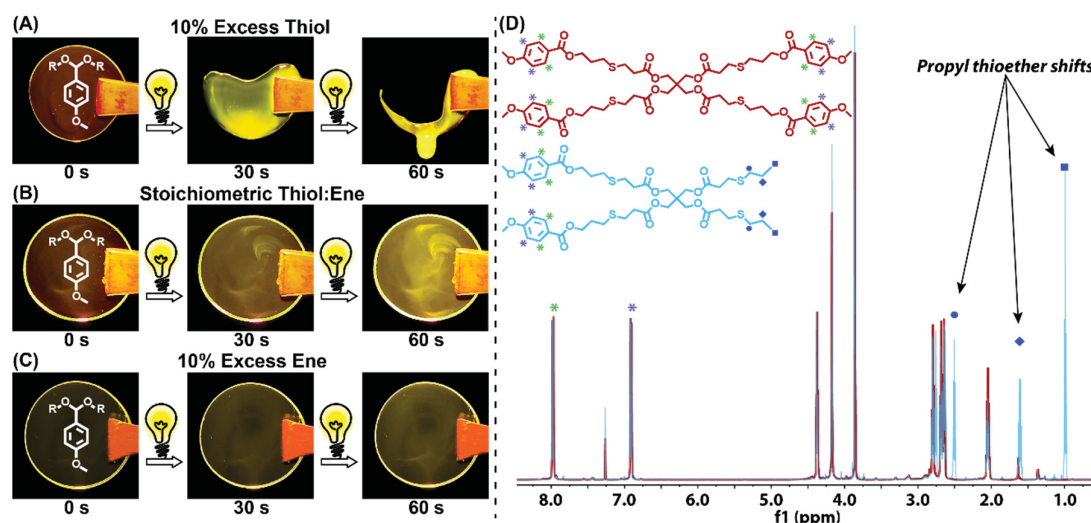 (A) 10% Excess Thiol
R O O R
O
0 s 30 s 60 s
(B) Stoichiometric Thiol:Ene
R O O R
O
0 s 30 s 60 s
(C) 10% Excess Ene
R O O R
O
0 s 30 s 60 s
(D)
Propyl thioether shifts
* * * * O O O S O O O O S O O * * * * O
* * * * O O O S O O O O S O O * * * * O
* * * * O O O S O O O O S
* * * * O O O S O O O O S
* *
8.0 7.0 6.0 5.0 4.0 3.0 2.0 1.0
f1 (ppm)